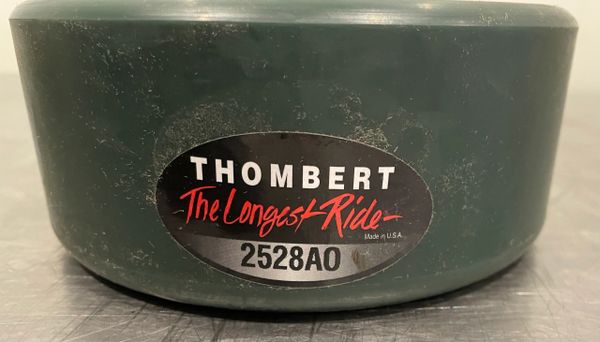 THOMBERT
The Longest Ride
Made in U.S.A.
2528AO